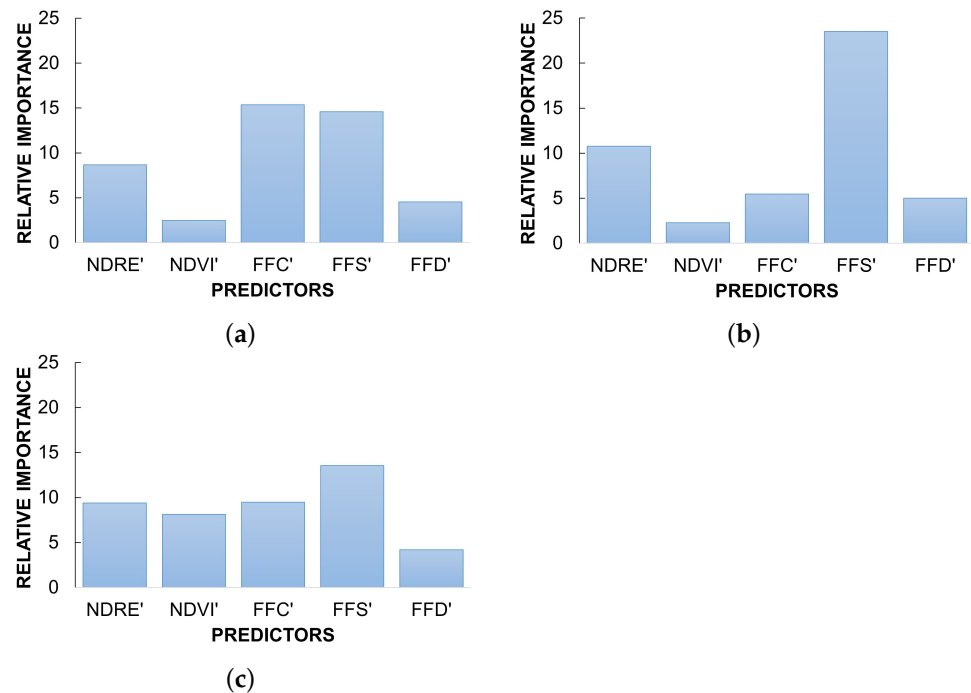 RELATIVE IMPORTANCE
25
20
15
10
5
0
NDRE' NDVI' FFC' FFS' FFD'
PREDICTORS
(a)
RELATIVE IMPORTANCE
25
20
15
10
5
0
NDRE' NDVI' FFC' FFS' FFD'
PREDICTORS
(b)
RELATIVE IMPORTANCE
25
20
15
10
5
0
NDRE' NDVI' FFC' FFS' FFD'
PREDICTORS
(c)